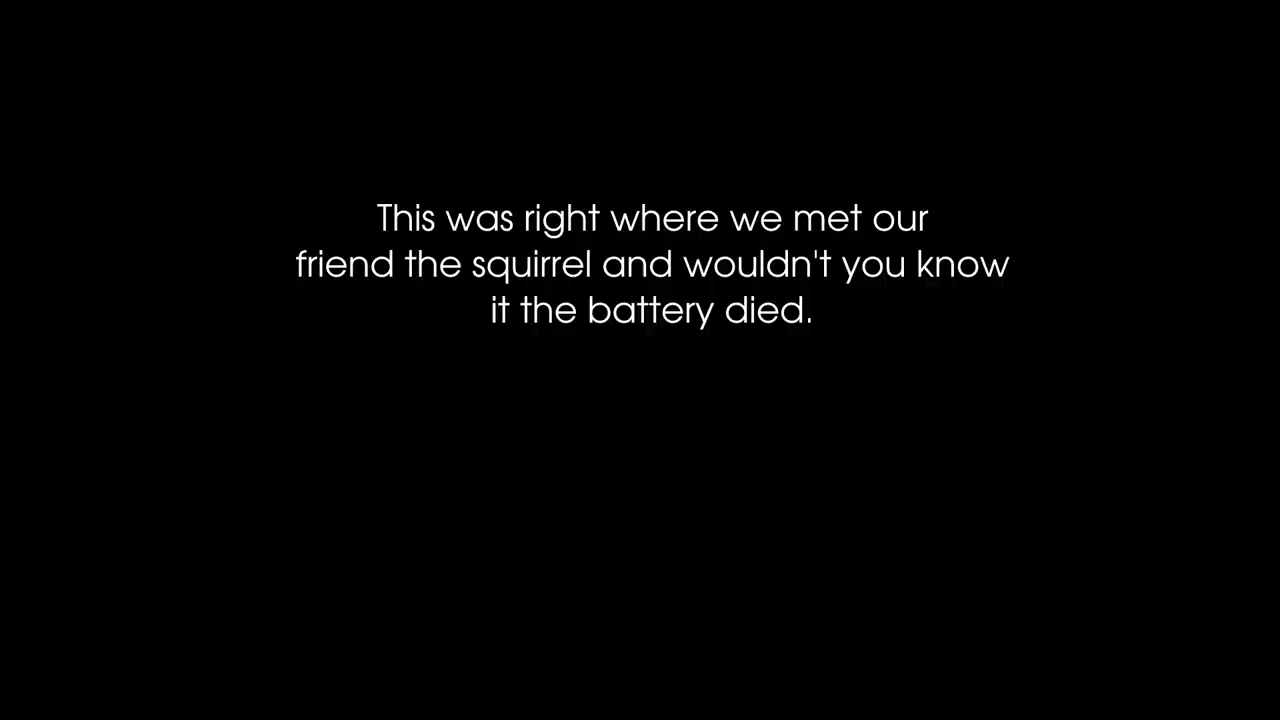 This was right where we met our
friend the squirrel and wouldn't you know
it the battery died.